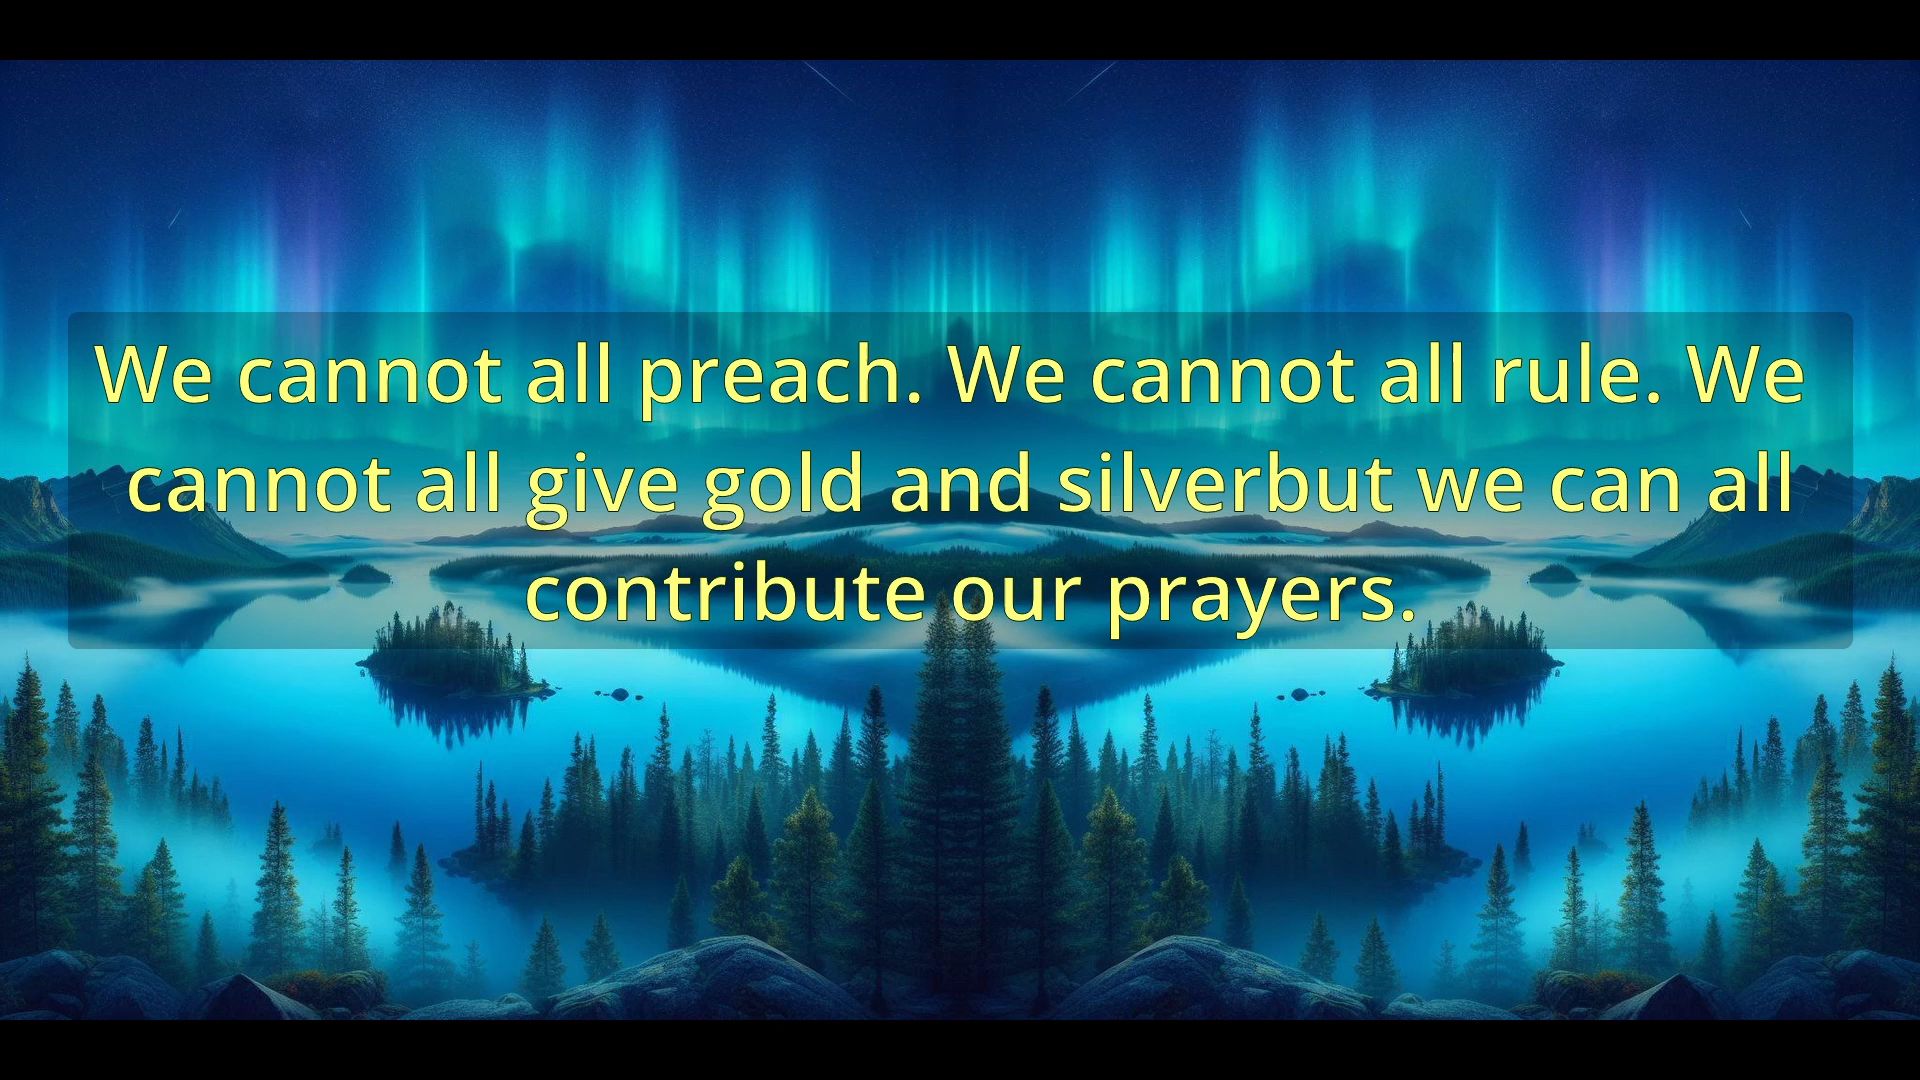 We cannot all preach. We cannot all rule. We
cannot all give gold and silverbut we can all
contribute our prayers.